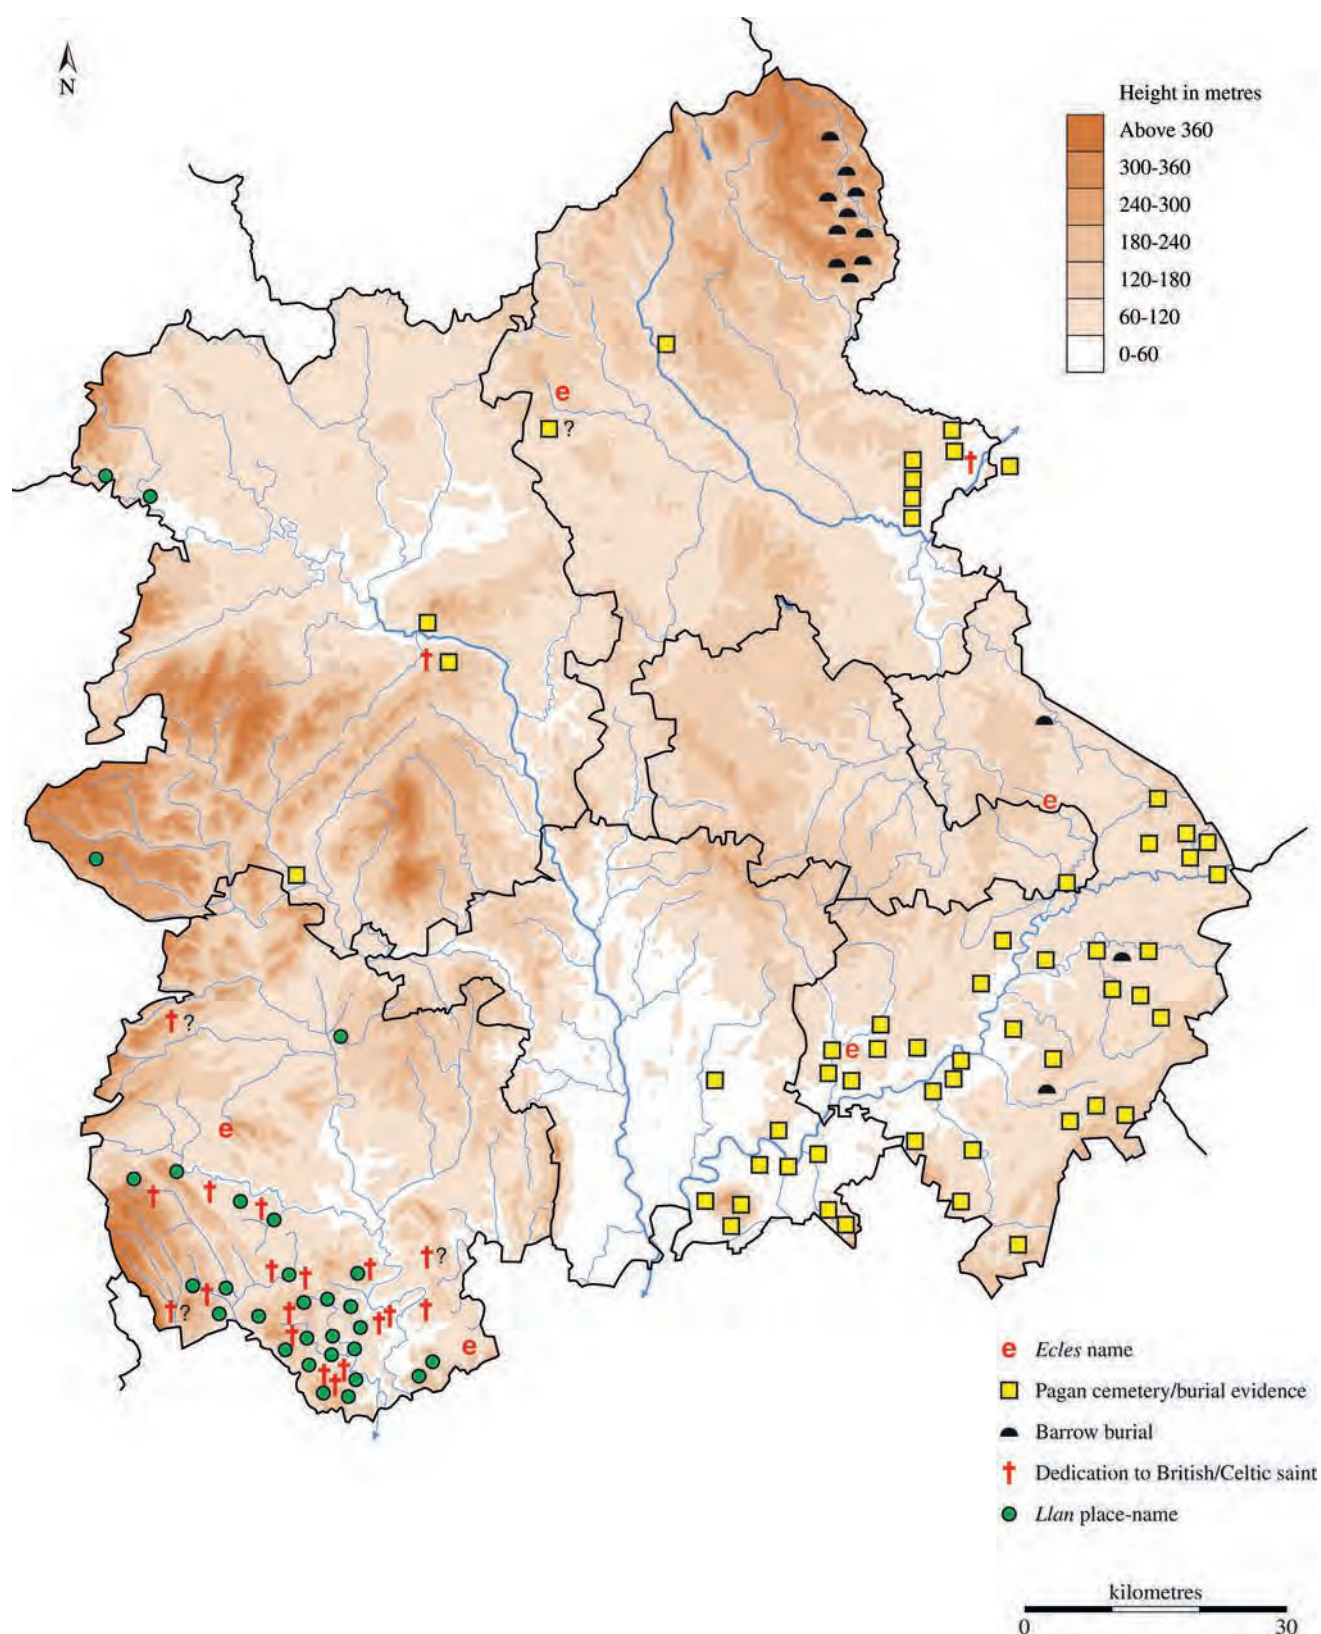 N
Height in metres
Above 360
300-360
240-300
180-240
120-180
60-120
0-60
e
?
e
?
e
e
?
?
e
e Ecles name
Pagan cemetery/burial evidence
Barrow burial
Dedication to British/Celtic saint
Llan place-name
kilometres
0 30